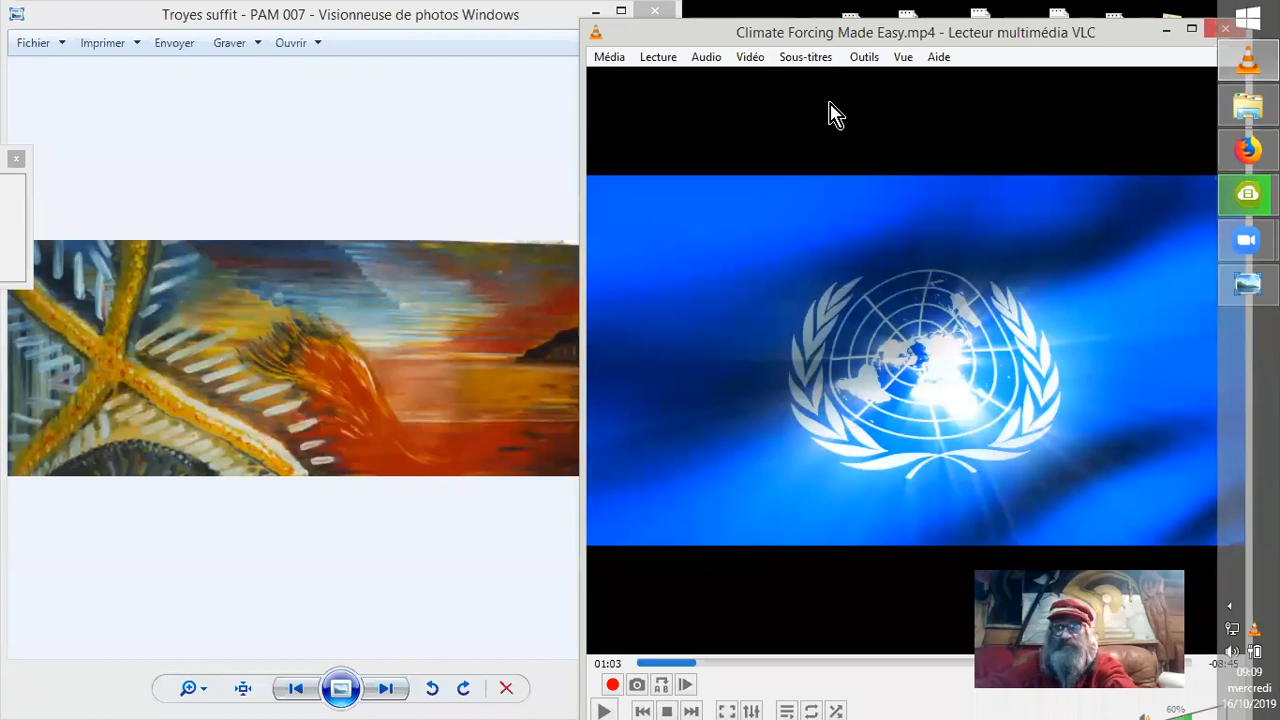 Troyes suffit - PAM 007 - Visionneuse de photos Windows
Fichier Imprimer Envoyer Graver Ouvrir
Climate Forcing Made Easy.mp4 - Lecteur multimédia VLC
Média Lecture Audio Vidéo Sous-titres Outils Vue Aide
01:03
-08:45
09:09
mercredi
16/10/2019
60%